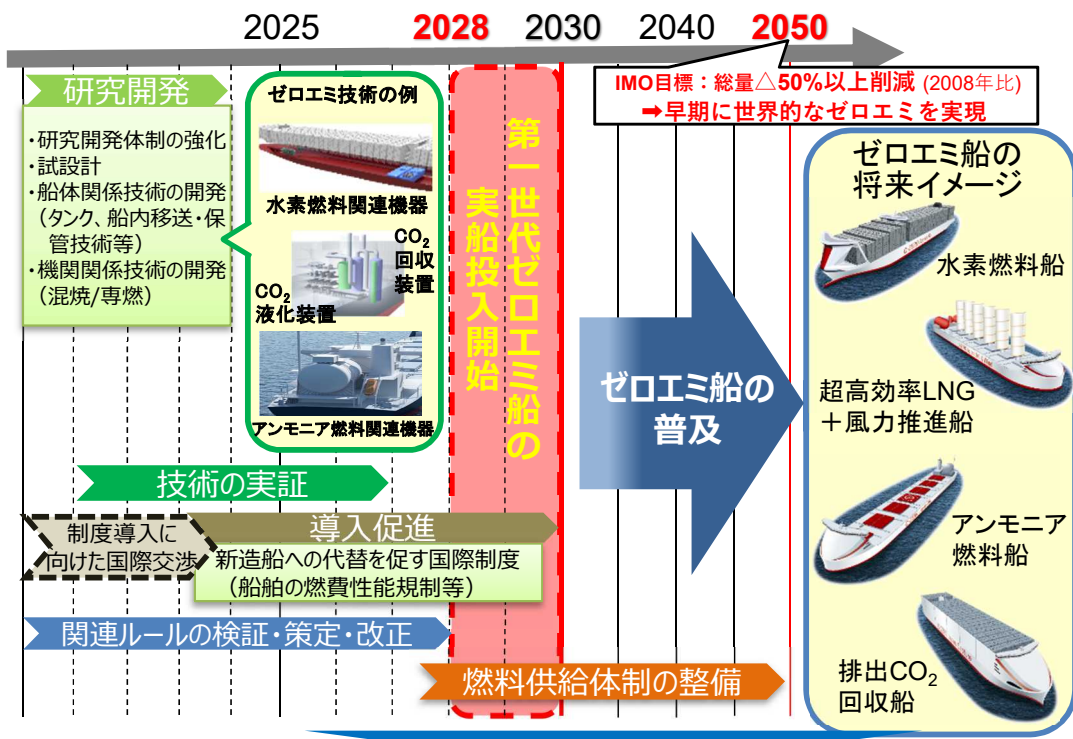 2025 2028 2030 2040 2050
IMO目標：総量△50%以上削減 (2008年比)
➡早期に世界的なゼロエミを実現
研究開発
・研究開発体制の強化
・試設計
・船体関係技術の開発
（タンク、船内移送・保
管技術等）
・機関関係技術の開発
（混焼/専燃）
ゼロエミ技術の例
水素燃料関連機器
CO2
回収
装置
CO2
液化装置
アンモニア燃料関連機器
第一世代ゼロエミ船の
実船投入開始
ゼロエミ船の
普及
ゼロエミ船の
将来イメージ
水素燃料船
超高効率LNG
＋風力推進船
アンモニア
燃料船
排出CO2
回収船
技術の実証
制度導入に
向けた国際交渉
導入促進
新造船への代替を促す国際制度
（船舶の燃費性能規制等）
関連ルールの検証・策定・改正
燃料供給体制の整備